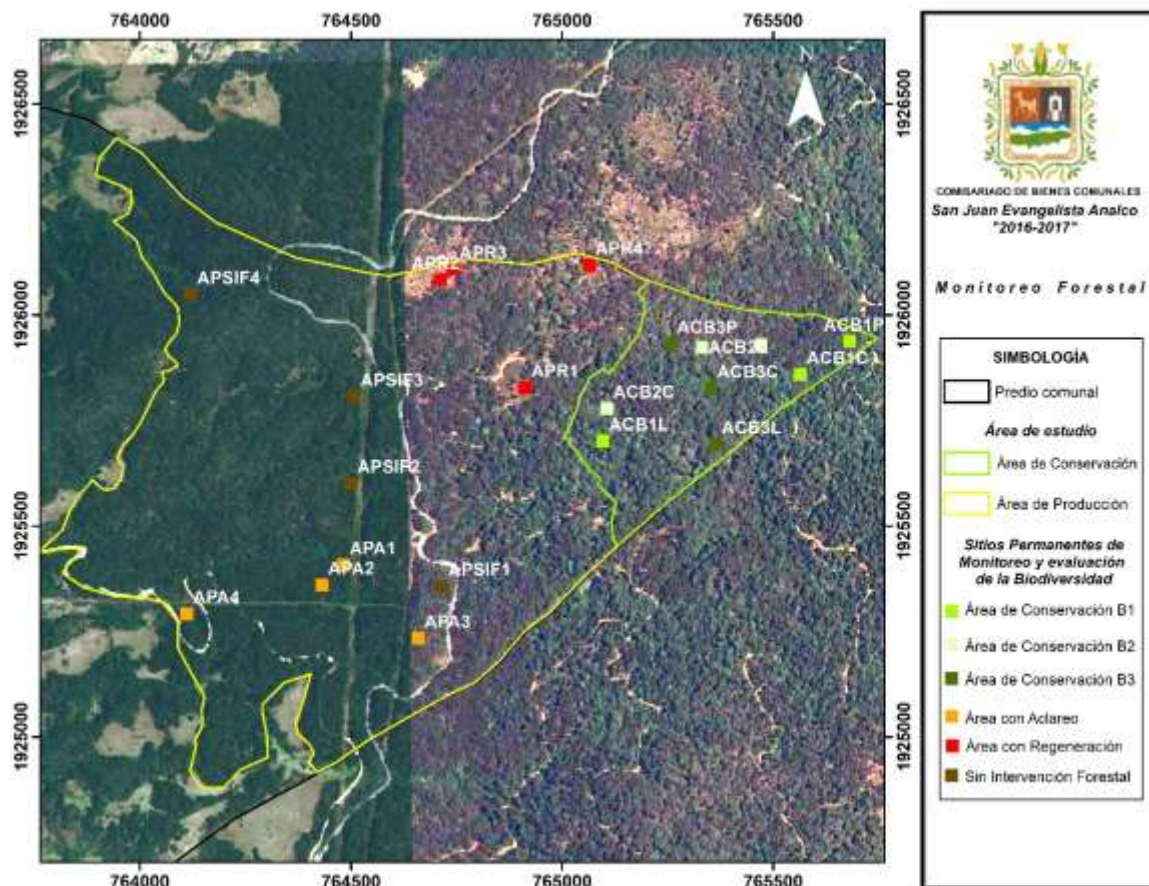 764000 764500 765000 765500
1926500
1926500
APSIF4
APR2
APR3
APR4
1926000
1926000
ACB3P
ACB1P
ACB2
ACB1C
APSIF3
APR1
ACB3C
ACB2C
ACB1L
ACB3L
APSIF2
1925500
1925500
APA1
APA2
APSIF1
APA4
APA3
1925000
1925000
764000 764500 765000 765500
COMISARIADO DE BIENES COMUNALES
San Juan Evangelista Analco
"2016-2017"
Monitoreo Forestal
SIMBOLOGÍA
Predio comunal
Área de estudio
Área de Conservación
Área de Producción
Sitios Permanentes de
Monitoreo y evaluación
de la Biodiversidad
Área de Conservación B1
Área de Conservación B2
Área de Conservación B3
Área con Aclareo
Área con Regeneración
Sin Intervención Forestal